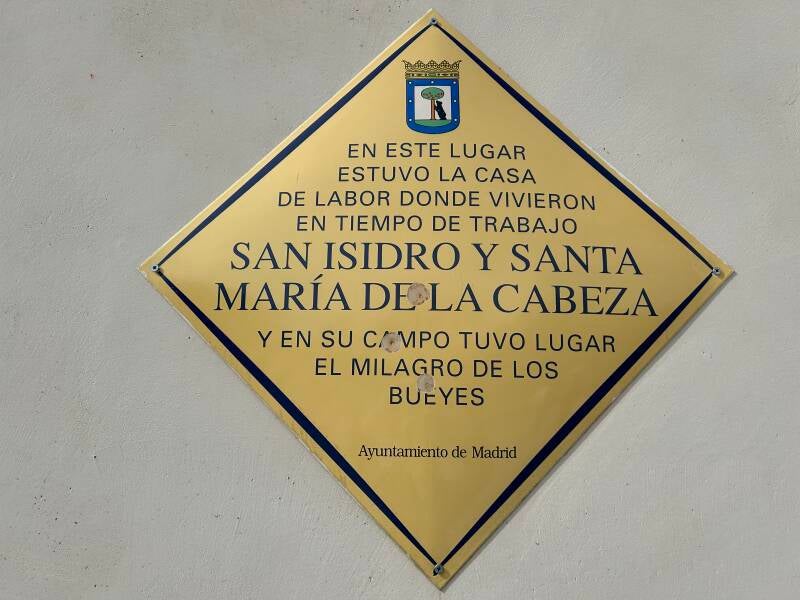 EN ESTE LUGAR
ESTUVO LA CASA
DE LABOR DONDE VIVIERON
EN TIEMPO DE TRABAJO
SAN ISIDRO Y SANTA
MARÍA DE LA CABEZA
Y EN SU CAMPO TUVO LUGAR
EL MILAGRO DE LOS
BUEYES
Ayuntamiento de Madrid